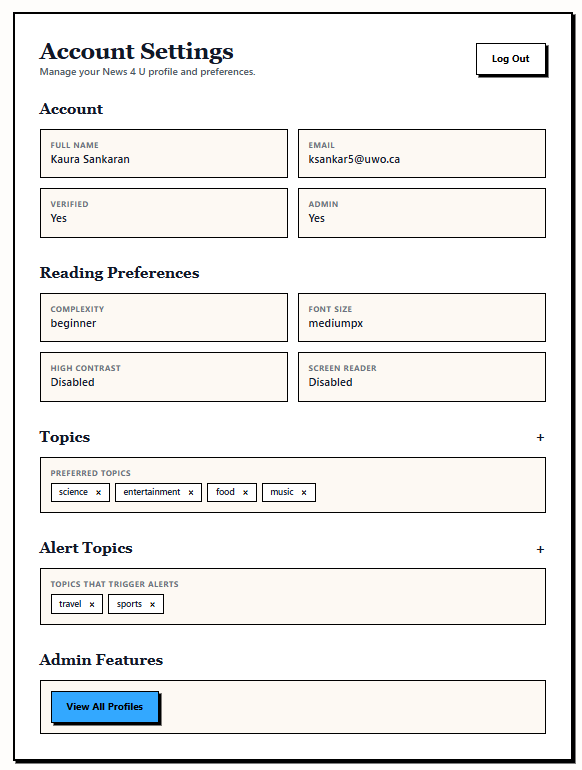 Account Settings
Manage your News 4 U profile and preferences.
Log Out
Account
FULL NAME
Kaura Sankaran
EMAIL
ksankar5@uwo.ca
VERIFIED
Yes
ADMIN
Yes
Reading Preferences
COMPLEXITY
beginner
FONT SIZE
mediumpx
HIGH CONTRAST
Disabled
SCREEN READER
Disabled
Topics +
PREFERRED TOPICS
science × entertainment × food × music ×
Alert Topics +
TOPICS THAT TRIGGER ALERTS
travel × sports ×
Admin Features
View All Profiles